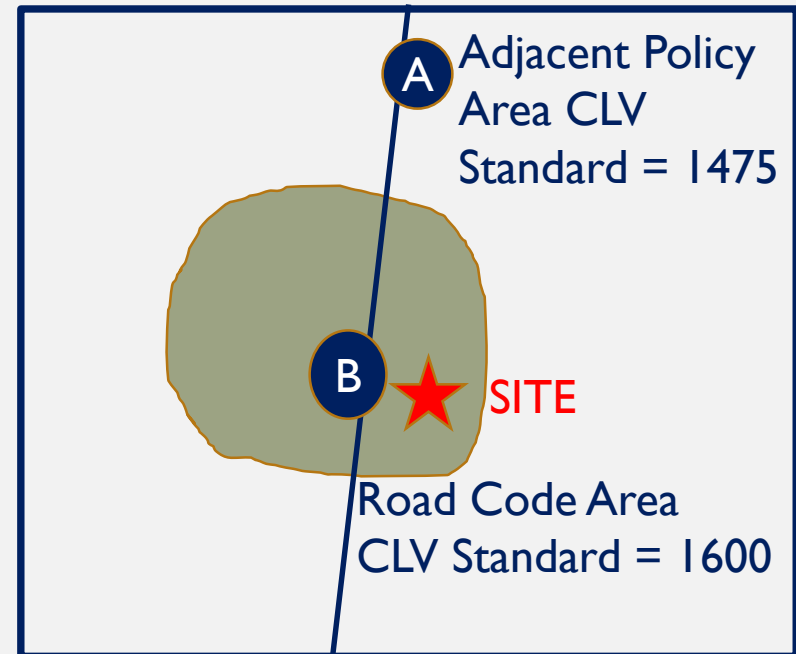 A
Adjacent Policy
Area CLV
Standard = 1475
B
SITE
Road Code Area
CLV Standard = 1600